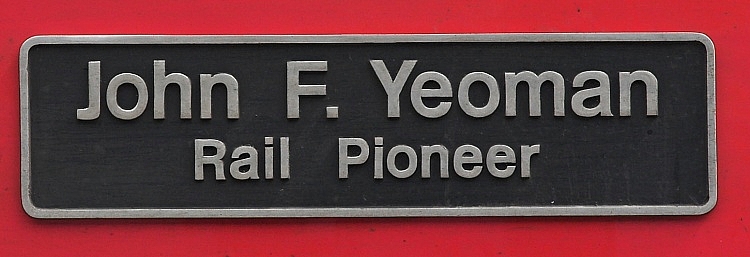 John F. Yeoman
Rail Pioneer